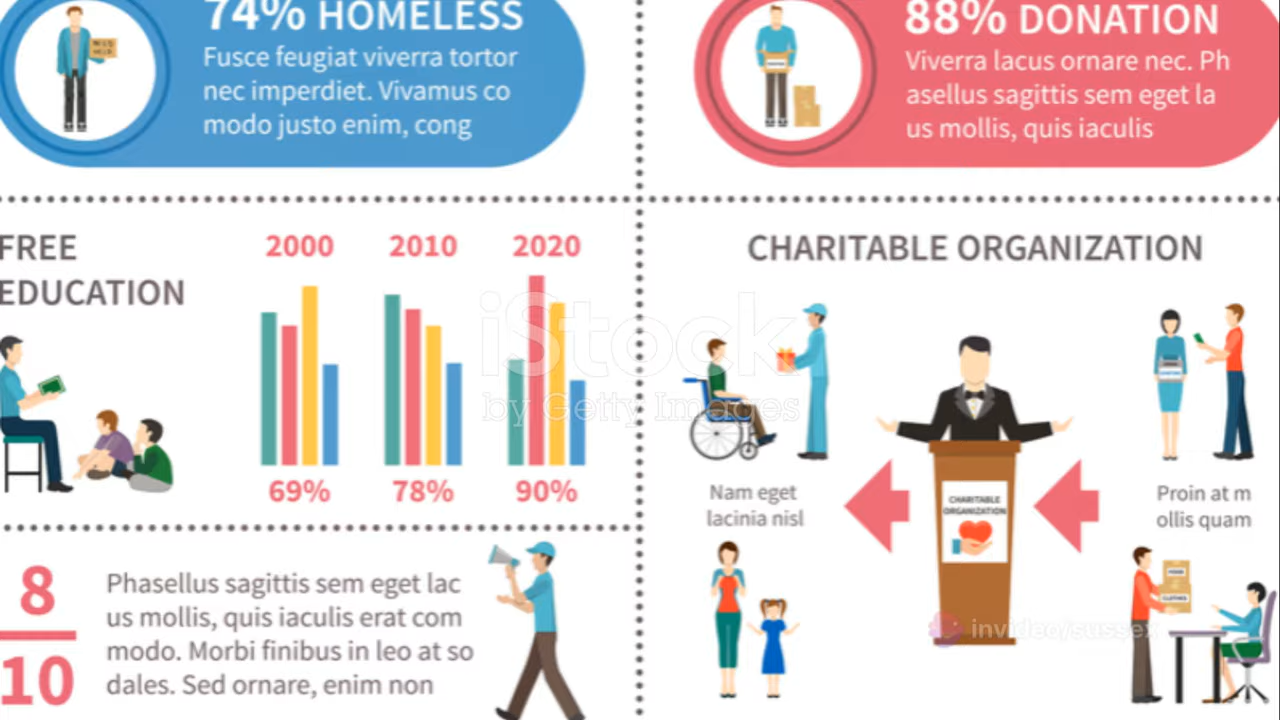 74% HOMELESS
Fusce feugiat viverra tortor
nec imperdiet. Vivamus co
modo justo enim, cong
88% DONATION
Viverra lacus ornare nec. Ph
asellus sagittis sem eget la
us mollis, quis iaculis
FREE
EDUCATION
2000 2010 2020
69% 78% 90%
iStock
by Getty Images
CHARITABLE ORGANIZATION
Nam eget
lacinia nisl
CHARITABLE
ORGANIZATION
Proin at m
ollis quam
FOOD
CLOTHES
8
10
Phasellus sagittis sem eget lac
us mollis, quis iaculis erat com
modo. Morbi finibus in leo at so
dales. Sed ornare, enim non
invideo/sussex